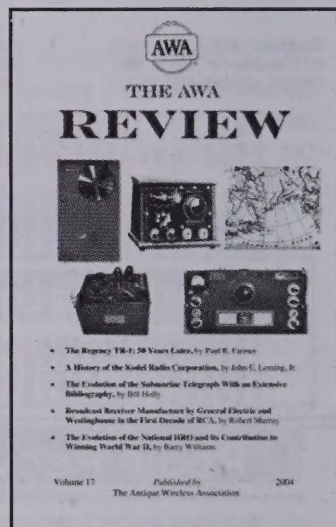 AWA
THE AWA
REVIEW
• The Regency TR-1: 50 Years Later, by Paul R. Farmer
• A History of the Kodel Radio Corporation, by John E. Leming, Jr.
• The Evolution of the Submarine Telegraph With an Extensive
Bibliography, by Bill Holly
• Broadcast Receiver Manufacture by General Electric and
Westinghouse in the First Decade of RCA, by Robert Murray
• The Evolution of the National HRO and its Contribution to
Winning World War II, by Barry Williams
Volume 17 Published by 2004
The Antique Wireless Association